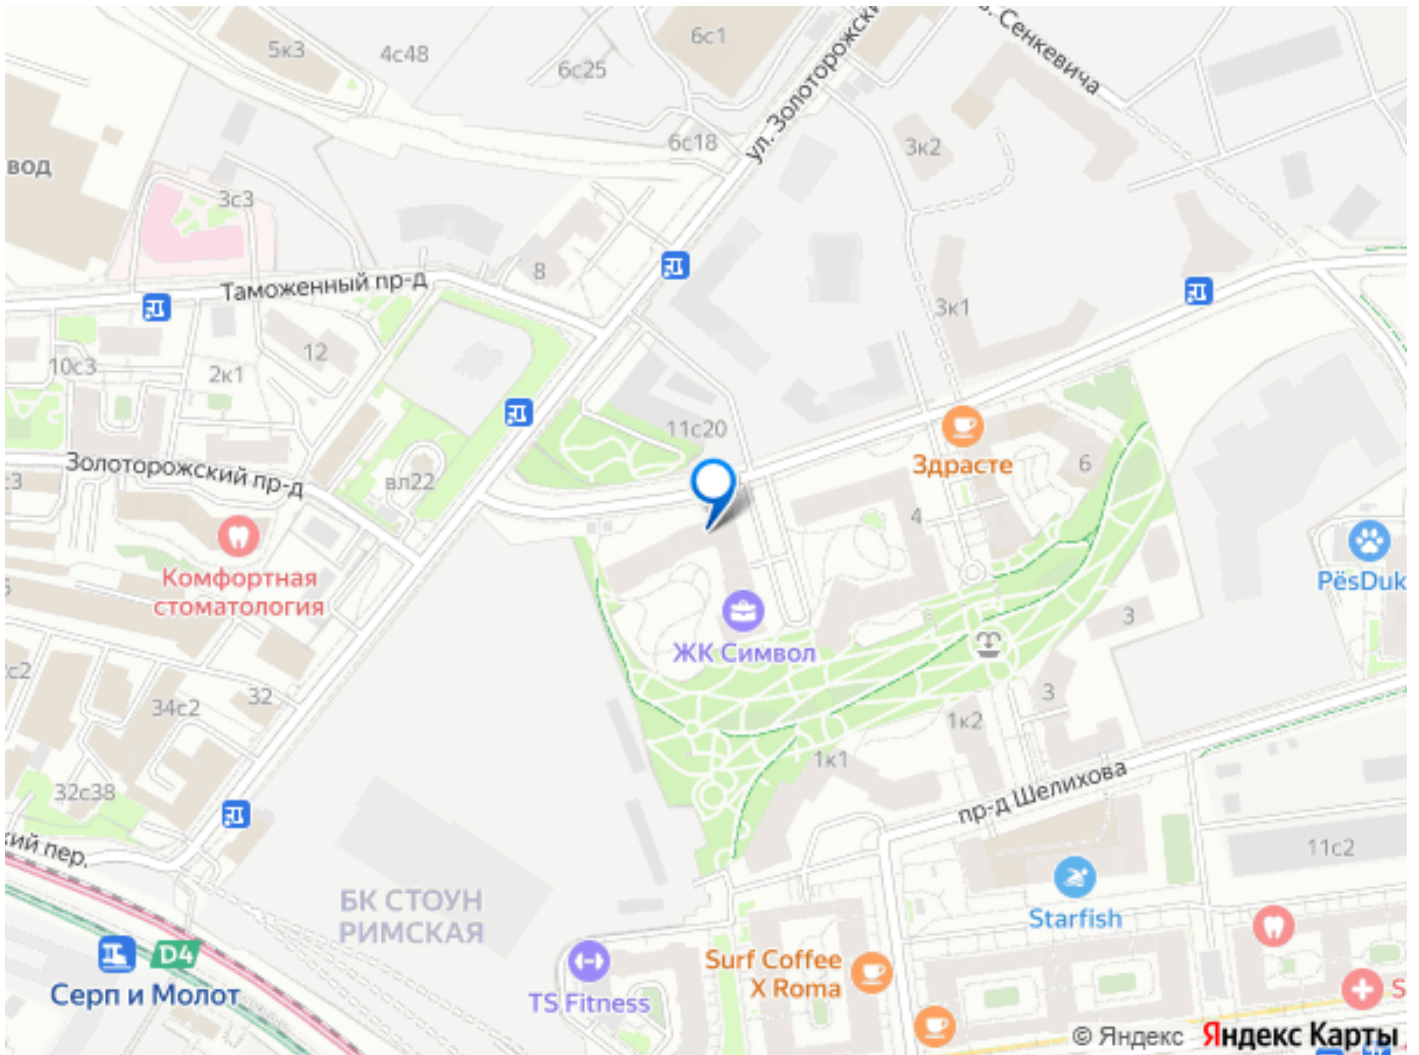 5к3
4с48
6с1
6с25
ул. Золоторожский
в. Сенкевича
6с18
3к2
вод
3с3
8
Таможенный пр-д
3к1
12
10с3
2к1
11с20
Здрасте
6
Золоторожский пр-д
вл22
4
Комфортная
стоматология
PёsDuk
3
ЖК Символ
34с2
32
3
1к2
1к1
пр-д Шелихова
32с38
кий пер.
11с2
БК СТОУН
РИМСКАЯ
Starfish
D4
Серп и Молот
TS Fitness
Surf Coffee
X Roma
S
© Яндекс Яндекс Карты